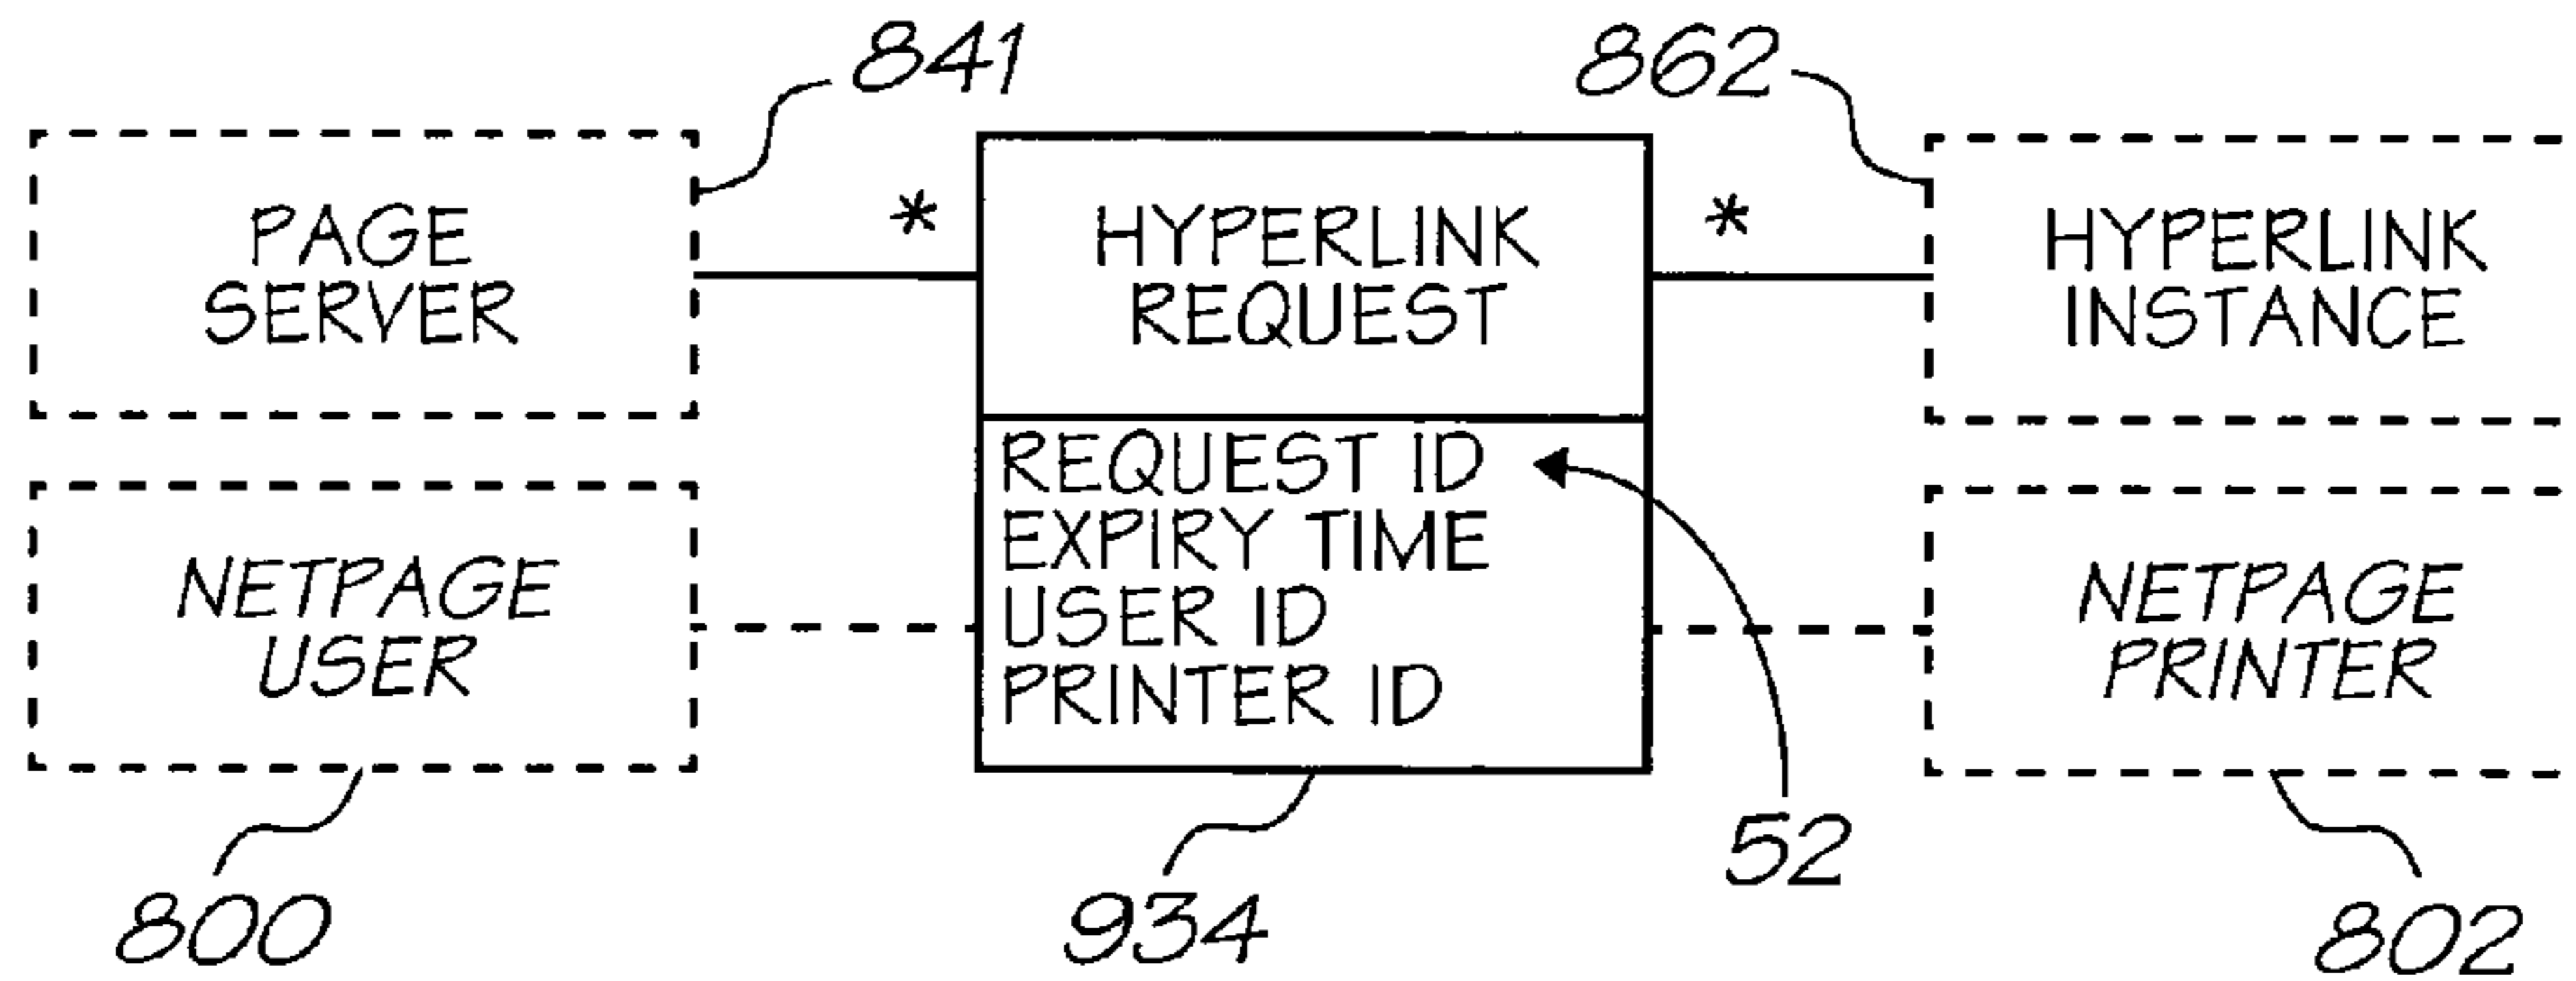 841
862
PAGE
SERVER
*
HYPERLINK
REQUEST
*
HYPERLINK
INSTANCE
NETPAGE
USER
REQUEST ID
EXPIRY TIME
USER ID
PRINTER ID
NETPAGE
PRINTER
800
934
52
802